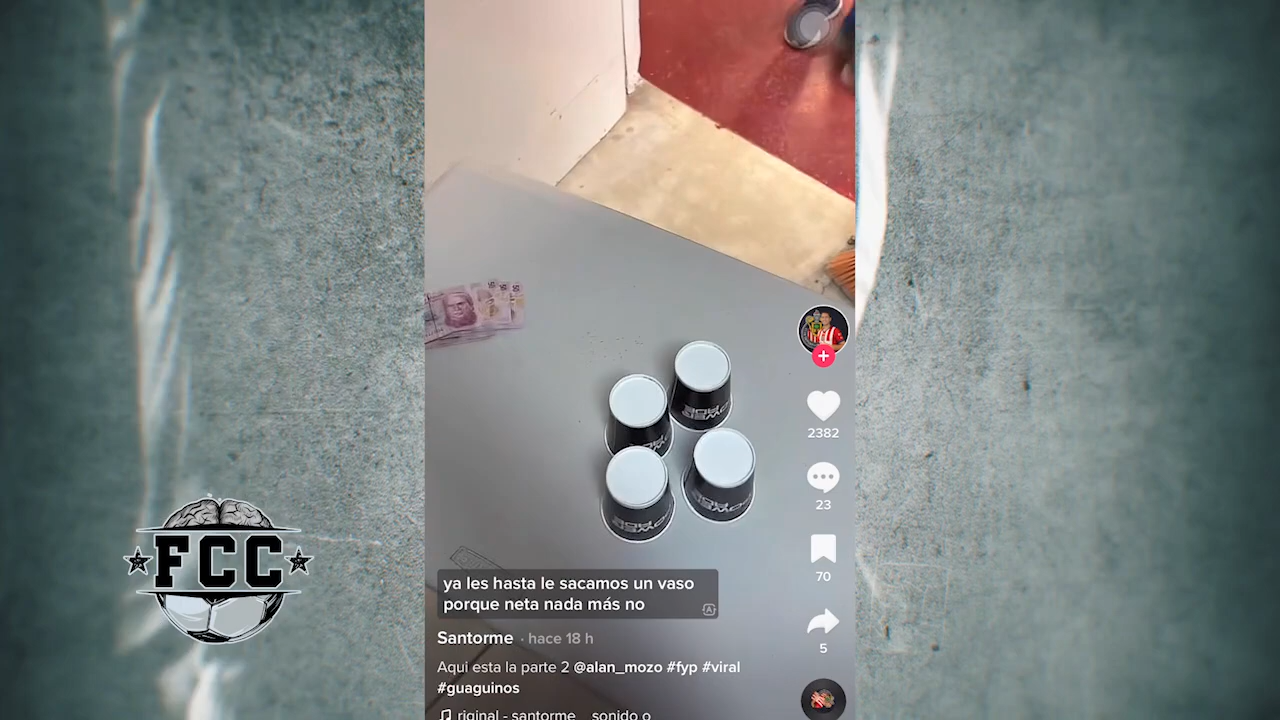 FCC
2382
23
70
5
ya les hasta le sacamos un vaso
porque neta nada más no
Santorme · hace 18 h
Aqui esta la parte 2 @alan_mozo #fyp #viral
#guaguinos
riginal - santorme sonido o